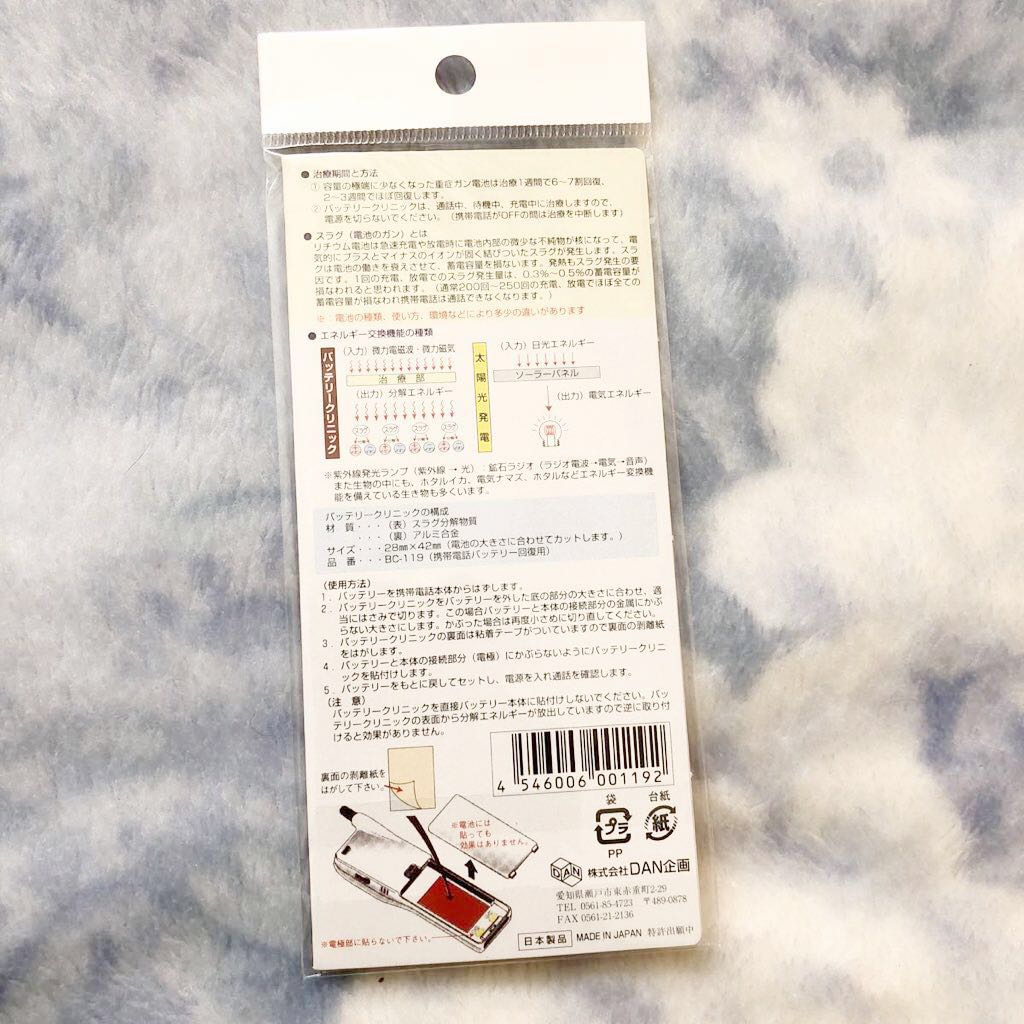 ● 治療期間と方法
① 容量の極端に少なくなった重症ガン電池は治療1週間で6～7割回復、
2～3週間でほぼ回復します。
② バッテリークリニックは、通話中、待機中、充電中に治療しますので、
電源を切らないでください。（携帯電話がOFFの間は治療を中断します）
● スラグ（電池のガン）とは
リチウム電池は急速充電や放電時に電池内部の微少な不純物が核になって、電
気的にプラスとマイナスのイオンが固く結びついたスラグが発生します。スラ
グは電池の働きを衰えさせて、蓄電容量を損ないます。発熱もスラグ発生の要
因です。1回の充電、放電でのスラグ発生量は、0.3%～0.5%の蓄電容量が
損なわれると思われます。（通常200回～250回の充電、放電でほぼ全ての
蓄電容量が損なわれ携帯電話は通話できなくなります。）
※：電池の種類、使い方、環境などにより多少の違いがあります
● エネルギー交換機能の種類
バッテリークリニック
（入力）微力電磁波・微力磁気
治 療 部
（出力）分解エネルギー
スラグ スラグ スラグ スラグ
太陽光発電
（入力）日光エネルギー
ソーラーパネル
（出力）電気エネルギー
※紫外線発光ランプ（紫外線 → 光）：鉱石ラジオ（ラジオ電波→電気→音声）
また生物の中にも、ホタルイカ、電気ナマズ、ホタルなどエネルギー変換機
能を備えている生き物も多くいます。
バッテリークリニックの構成
材 質・・・（表）スラグ分解物質
・・・（裏）アルミ合金
サイズ・・・28㎜×42㎜（電池の大きさに合わせてカットします。）
品 番・・・BC-119（携帯電話バッテリー回復用）
（使用方法）
1．バッテリーを携帯電話本体からはずします。
2．バッテリークリニックをバッテリーを外した底の部分の大きさに合わせ、適
当にはさみで切ります。この場合バッテリーと本体の接続部分の金属にかぶ
らない大きさにします。かぶった場合は再度小さめに切り直してください。
3．バッテリークリニックの裏面は粘着テープがついていますので裏面の剥離紙
をはがします。
4．バッテリーと本体の接続部分（電極）にかぶらないようにバッテリークリニ
ックを貼付けします。
5．バッテリーをもとに戻してセットし、電源を入れ通話を確認します。
（注 意）
バッテリークリニックを直接バッテリー本体に貼付けしないでください。バッ
テリークリニックの表面から分解エネルギーが放出していますので逆に取り付
けると効果がありません。
裏面の剥離紙を
はがして下さい。
4 546006 001192
※電池には
貼っても
効果はありません。
※電極部に貼らないで下さい。
袋
プラ
PP
台紙
紙
DAN
株式会社DAN企画
愛知県瀬戸市東赤重町2-29
TEL 0561-85-4723 〒489-0878
FAX 0561-21-2136
日本製品 MADE IN JAPAN 特許出願中